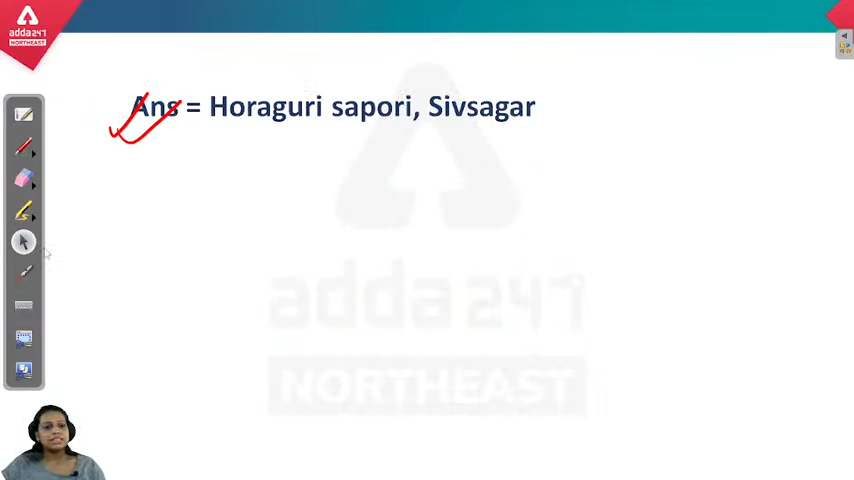 adda247
NORTHEAST
Ans = Horaguri sapori, Sivsagar
adda247
NORTHEAST